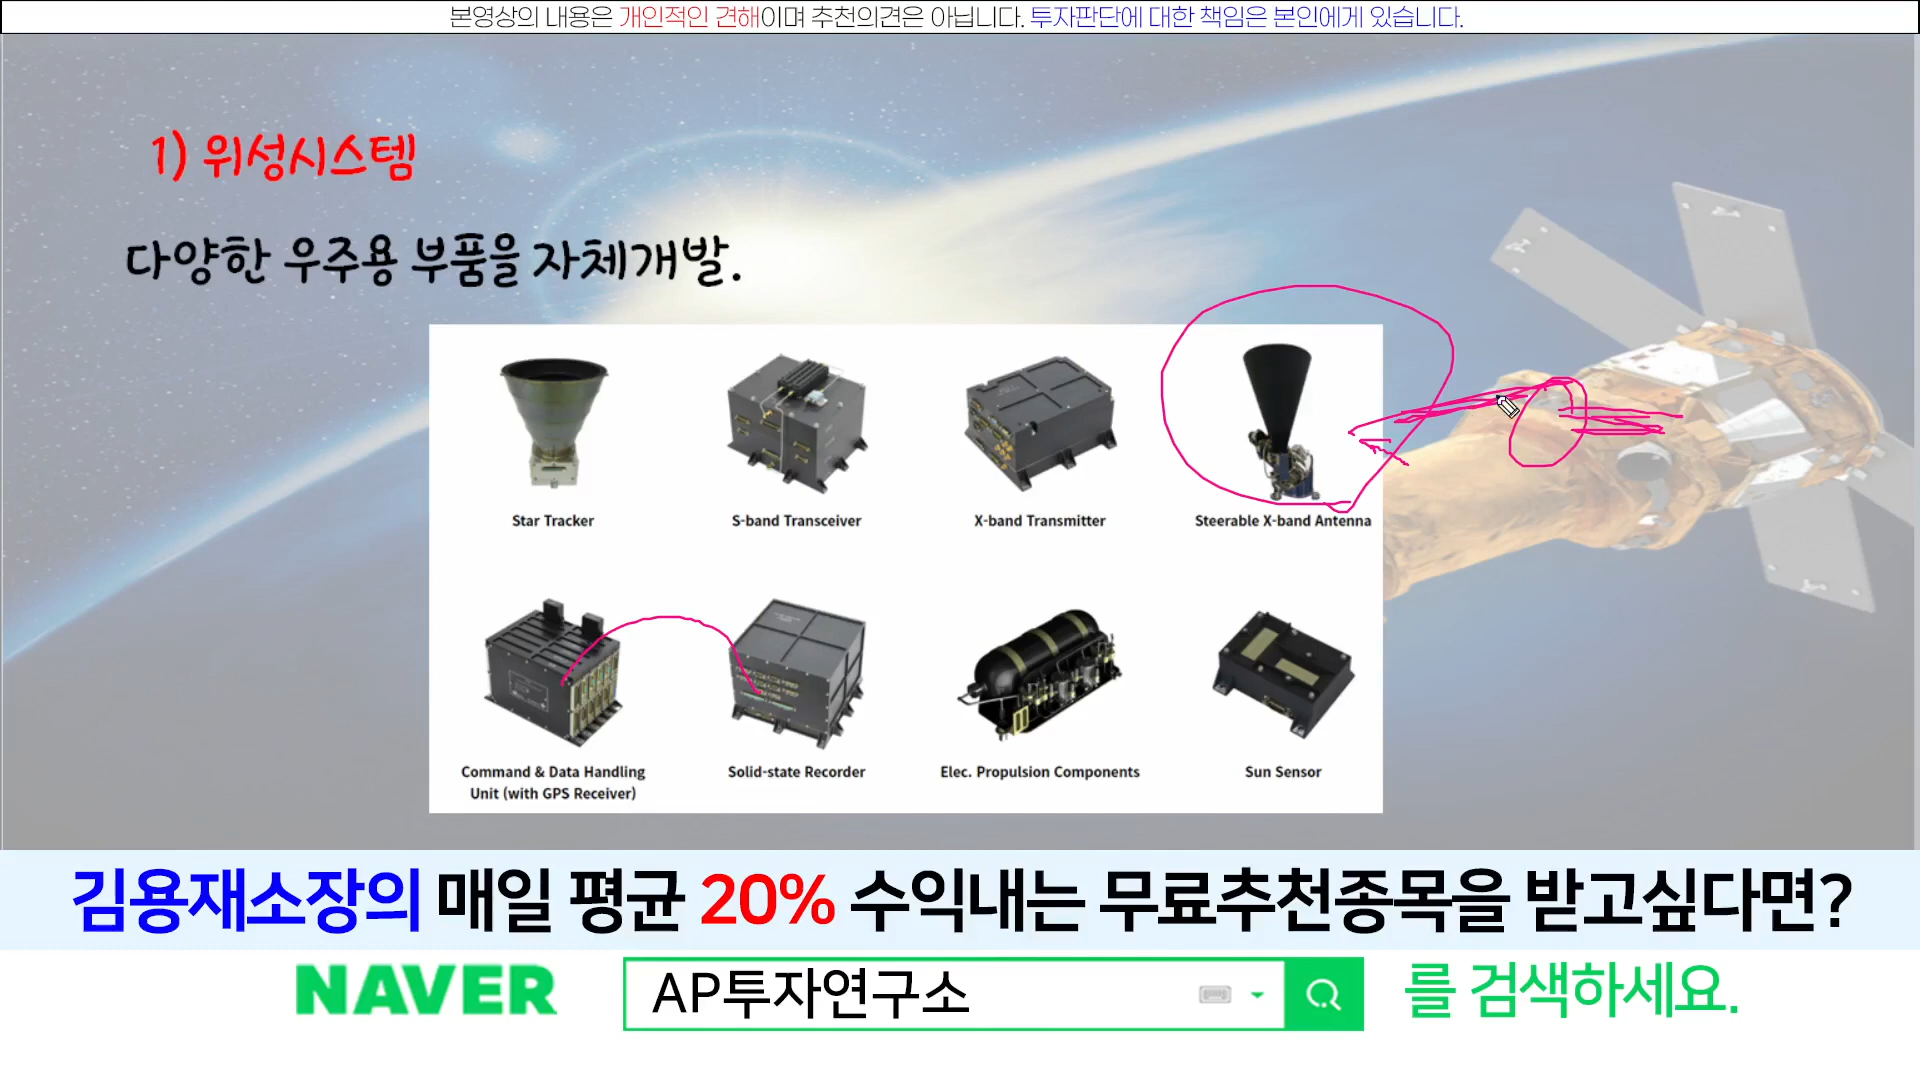 본영상의 내용은 개인적인 견해이며 추천의견은 아닙니다. 투자판단에 대한 책임은 본인에게 있습니다.
1) 위성시스템
다양한 우주용 부품을 자체개발.
Star Tracker
S-band Transceiver
X-band Transmitter
Steerable X-band Antenna
Command & Data Handling
Unit (with GPS Receiver)
Solid-state Recorder
Elec. Propulsion Components
Sun Sensor
김용재소장의 매일 평균 20% 수익내는 무료추천종목을 받고싶다면?
NAVER AP투자연구소 를 검색하세요.